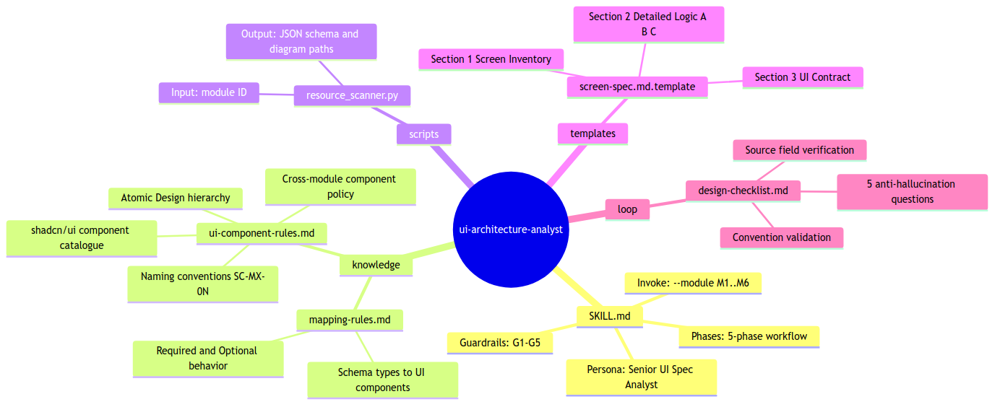 Section 2 Detailed Logic A
B C
Output: JSON schema and
diagram paths
Section 1 Screen Inventory
Section 3 UI Contract
screen-spec.md.template
Input: module ID
resource_scanner.py
scripts
templates
Source field verification
Cross-module component
policy
5 anti-hallucination
questions
design-checklist.md
Atomic Design hierarchy
loop
shadcn/ui component
catalogue
ui-component-rules.md
ui-architecture-analyst
Convention validation
knowledge
Naming conventions SC-MX-
0N
Invoke: --module M1..M6
SKILL.md
mapping-rules.md
Phases: 5-phase workflow
Guardrails: G1-G5
Required and Optional
behavior
Persona: Senior UI Spec
Analyst
Schema types to UI
components